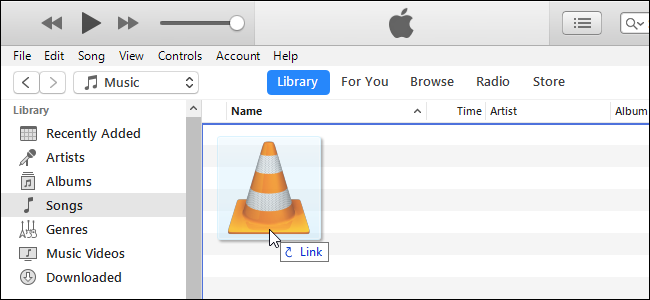 File Edit Song View Controls Account Help
Music
Library For You Browse Radio Store
Library
Name Time Artist Album
Recently Added
Artists
Albums
Songs
Genres
Music Videos
Downloaded
Link